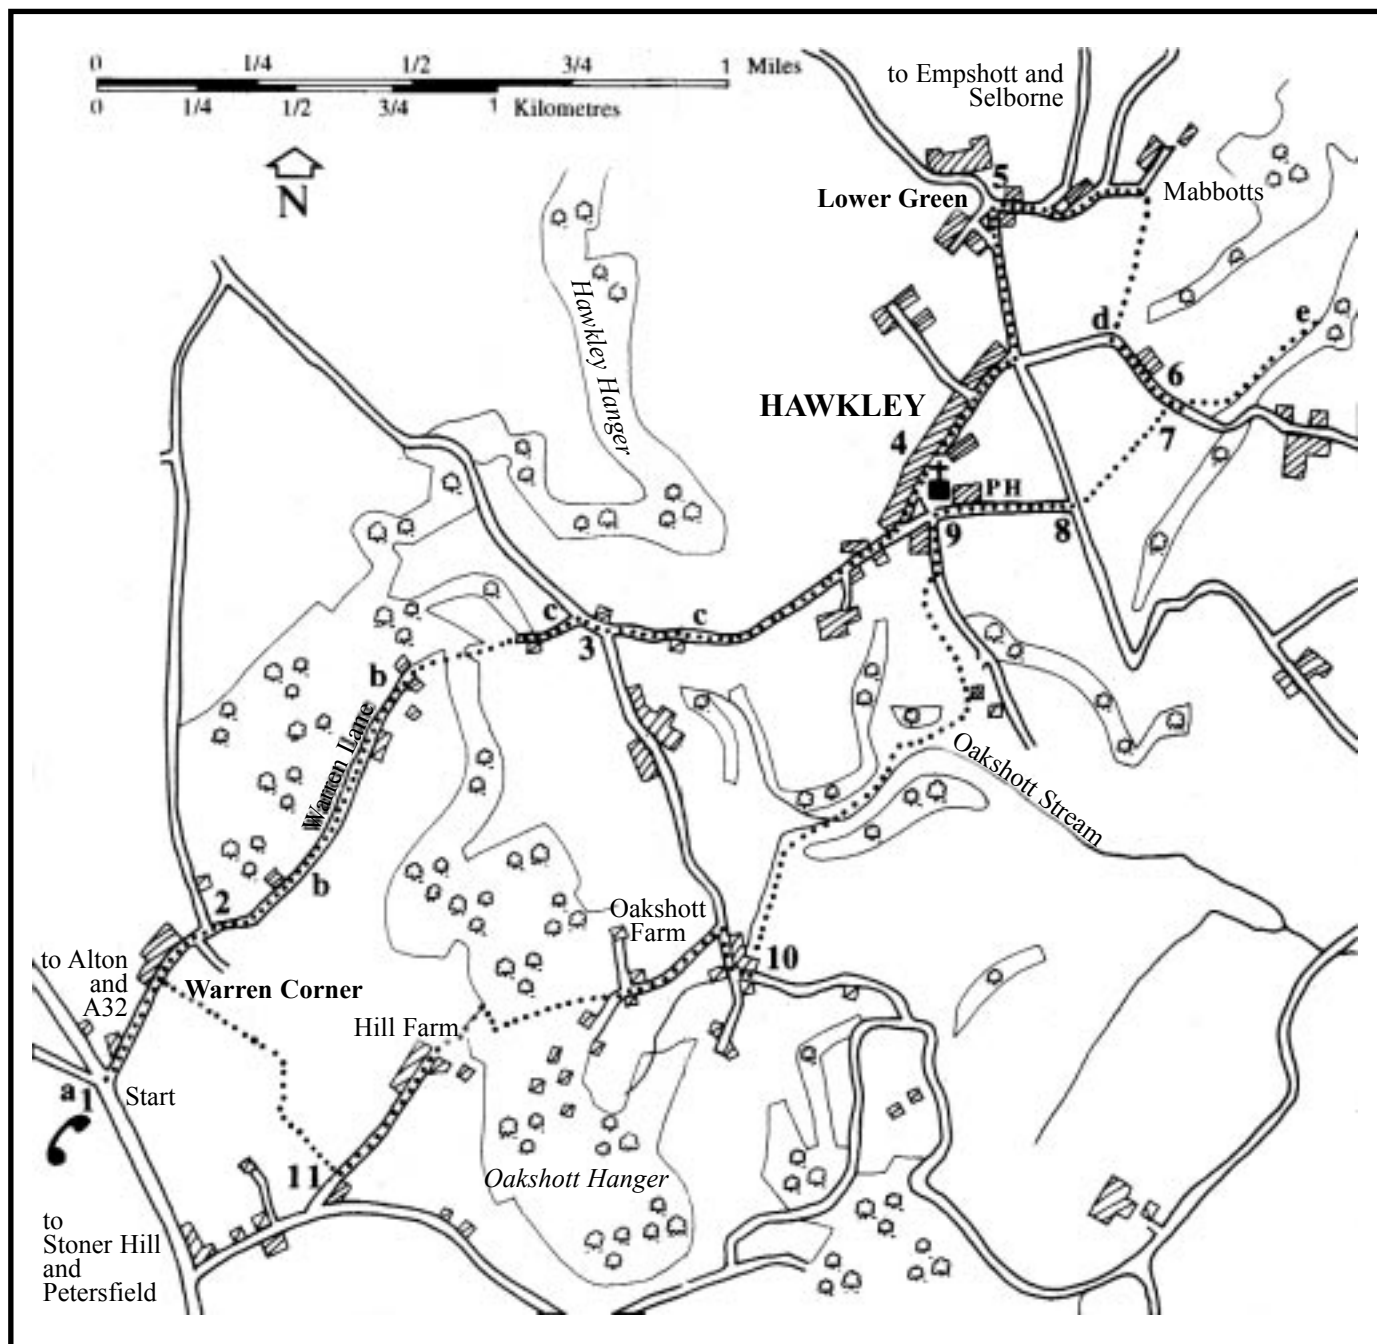 0 1/4 1/2 3/4 1 Miles
0 1/4 1/2 3/4 1 Kilometres
N
to Empshott and
Selborne
5
Lower Green
Mabbotts
Hawkley Hanger
d
e
6
HAWKLEY
7
4
PH
9
8
c
c
3
b
Warren Lane
b
Oakshott Stream
2
Oakshott
Farm
10
to Alton
and
A32
Warren Corner
Hill Farm
a
1
Start
11
Oakshott Hanger
to
Stoner Hill
and
Petersfield